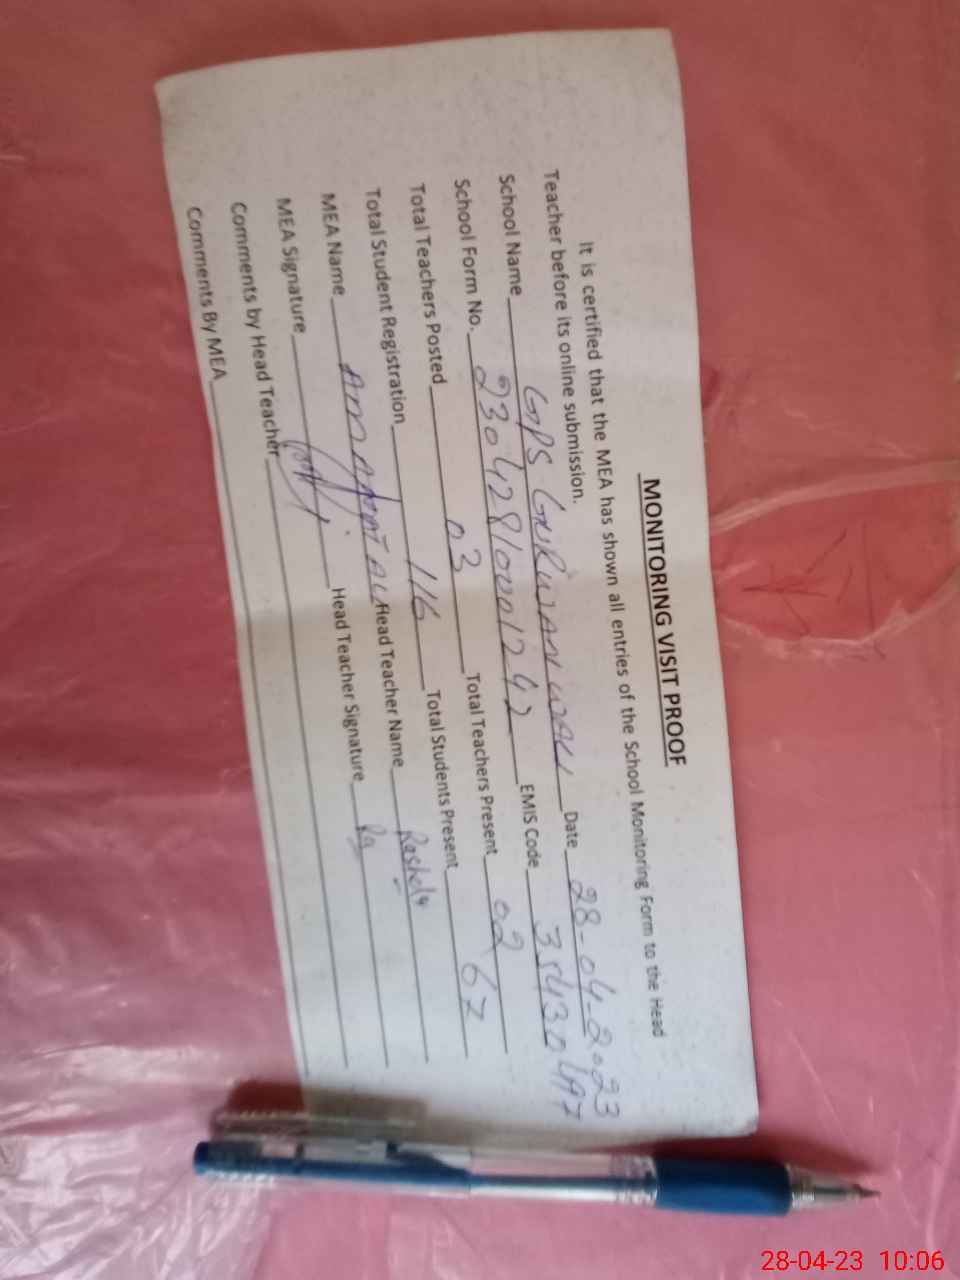 MONITORING VISIT PROOF
It is certified that the MEA has shown all entries of the School Monitoring Form to the Head
Teacher before its online submission.
School Name GPS Date 28-04-2023
School Form No. EMIS Code
Total Teachers Posted 03 Total Teachers Present 02
Total Student Registration 116 Total Students Present 67
MEA Name Head Teacher Name
MEA Signature Head Teacher Signature
Comments by Head Teacher
Comments By MEA
28-04-23 10:06